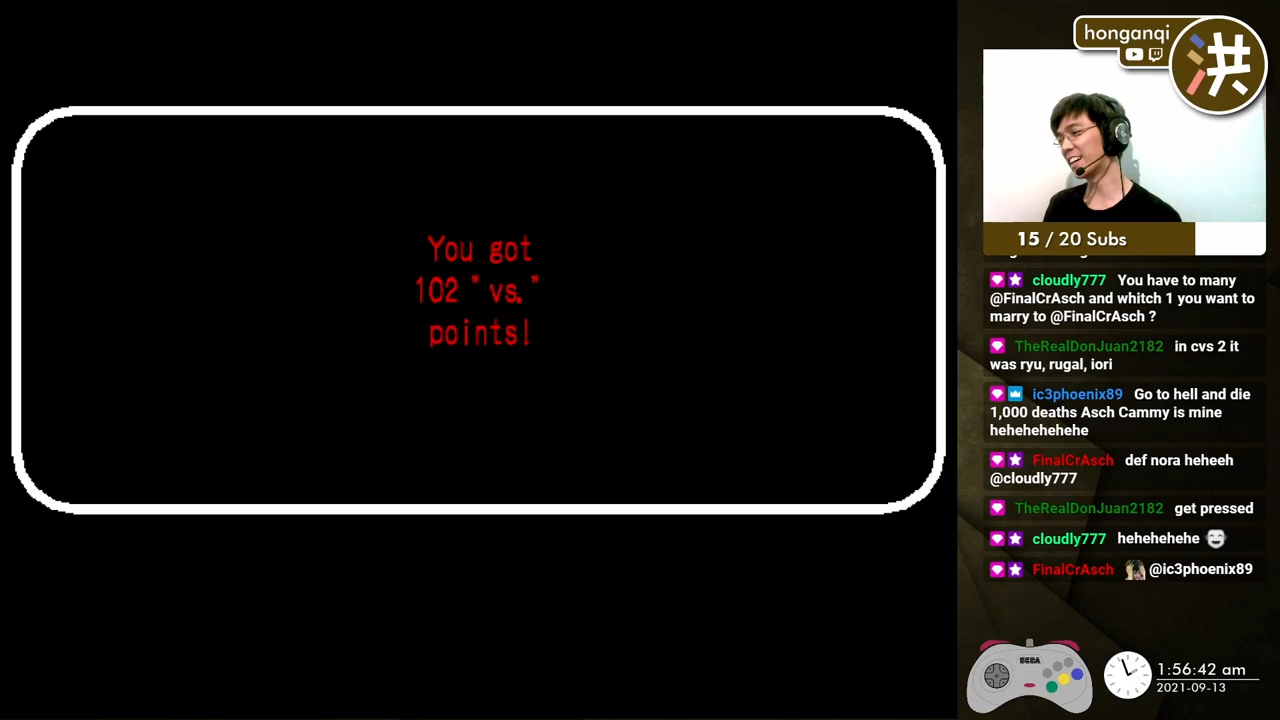 You got
102 "vs."
points!
honganqi
洪
15 / 20 Subs
cloudly777 You have to many
@FinalCrAsch and whitch 1 you want to
marry to @FinalCrAsch ?
TheRealDonJuan2182 in cvs 2 it
was ryu, rugal, iori
ic3phoenix89 Go to hell and die
1,000 deaths Asch Cammy is mine
hehehehehehe
FinalCrAsch def nora heheeh
@cloudly777
TheRealDonJuan2182 get pressed
cloudly777 hehehehehe
FinalCrAsch @ic3phoenix89
SEGA
1:56:42 am
2021-09-13